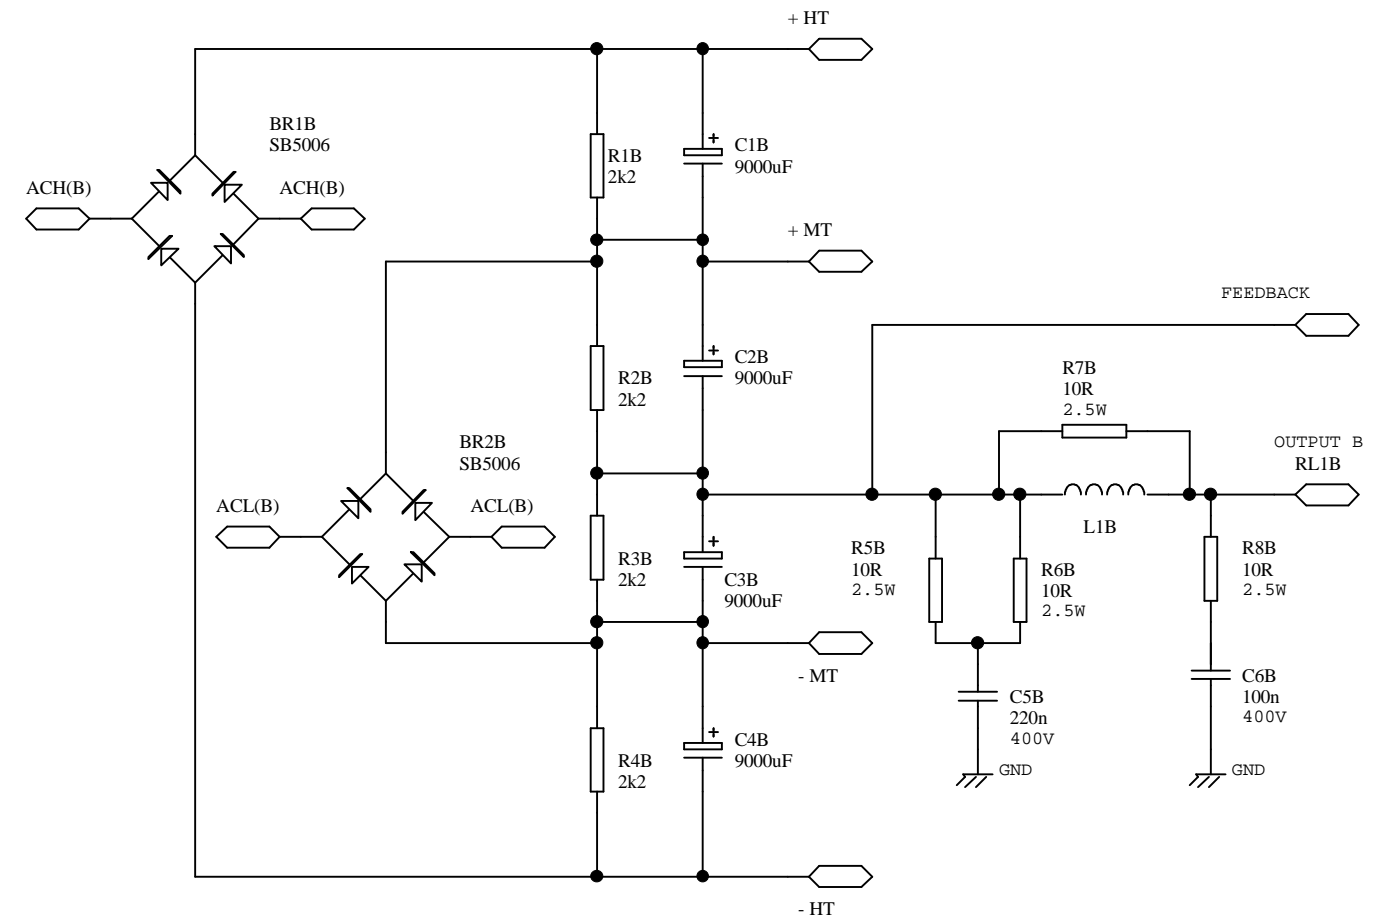 + HT
BR1B
SB5006
ACH(B)
ACH(B)
R1B
2k2
C1B
9000uF
+ MT
FEEDBACK
R2B
2k2
C2B
9000uF
R7B
10R
2.5W
BR2B
SB5006
OUTPUT B
RL1B
ACL(B)
ACL(B)
L1B
R3B
2k2
C3B
9000uF
R5B
10R
2.5W
R6B
10R
2.5W
R8B
10R
2.5W
- MT
C5B
220n
400V
C6B
100n
400V
R4B
2k2
C4B
9000uF
GND
GND
- HT